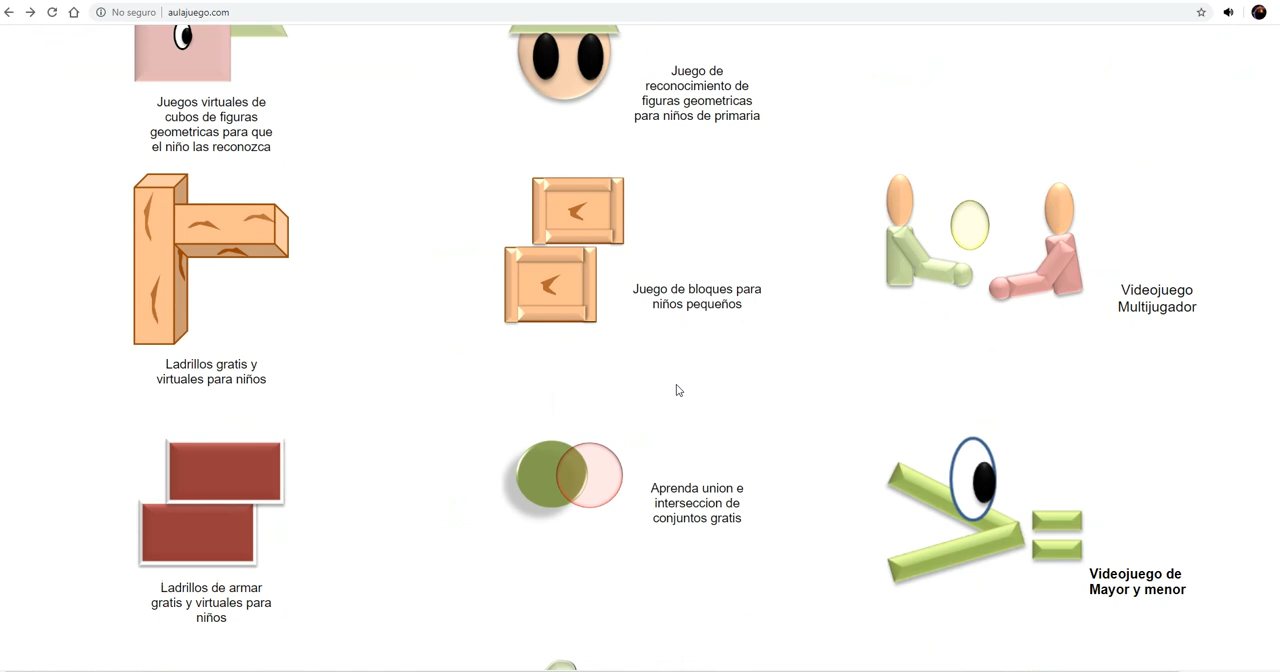 No seguro
aulajuego.com
Juegos virtuales de
cubos de figuras
geometricas para que
el niño las reconozca
Juego de
reconocimiento de
figuras geometricas
para niños de primaria
Ladrillos gratis y
virtuales para niños
Juego de bloques para
niños pequeños
Videojuego
Multijugador
Ladrillos de armar
gratis y virtuales para
niños
Aprenda union e
interseccion de
conjuntos gratis
Videojuego de
Mayor y menor